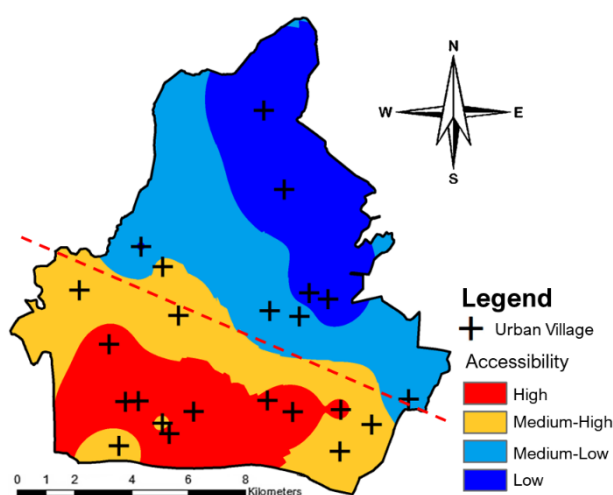 N
W E
S
Legend
Urban Village
Accessibility
High
Medium-High
Medium-Low
Low
0 1 2 4 6 8
Kilometers